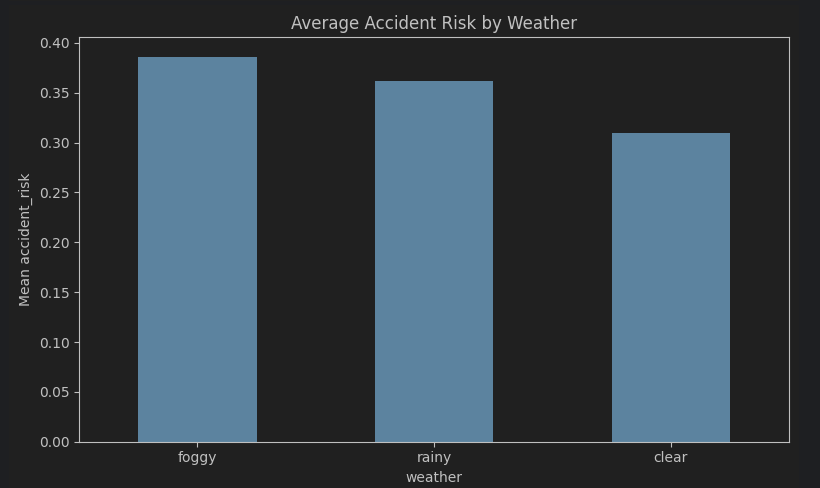 Average Accident Risk by Weather
Mean accident_risk
0.40
0.35
0.30
0.25
0.20
0.15
0.10
0.05
0.00
foggy rainy clear
weather